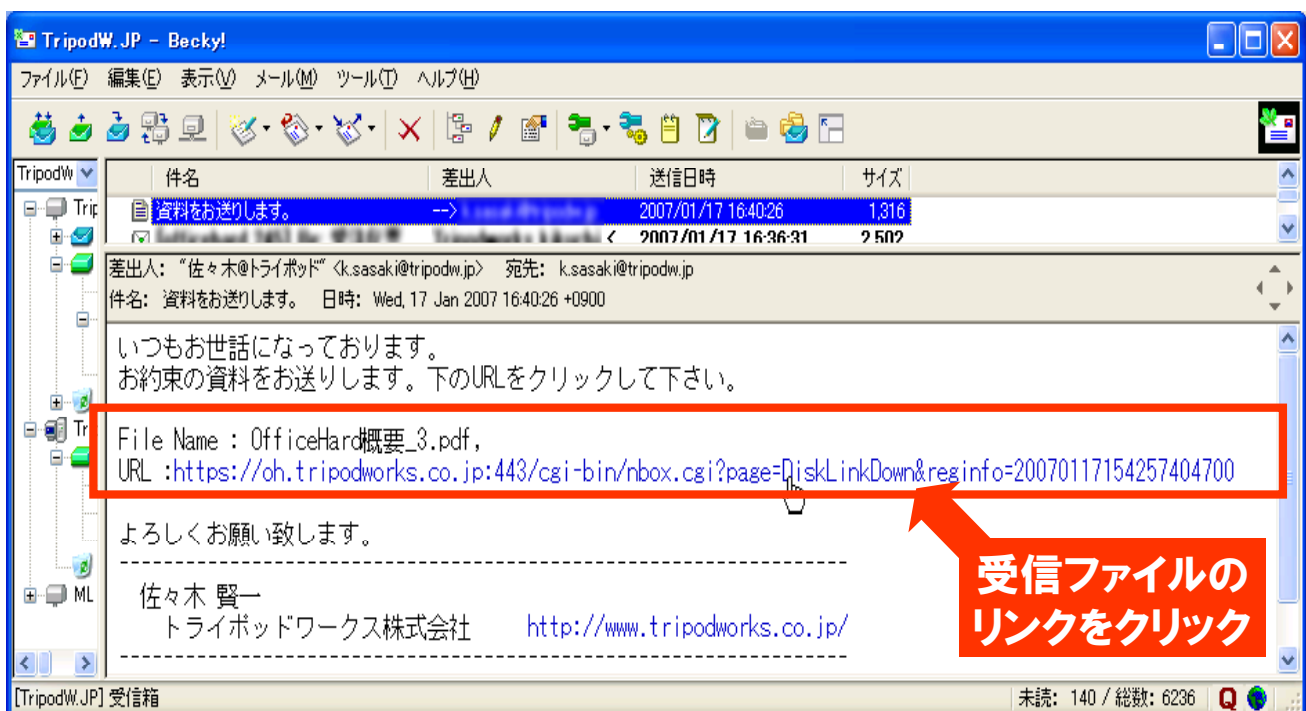 TripodW.JP - Becky!
ファイル(F) 編集(E) 表示(V) メール(M) ツール(T) ヘルプ(H)
TripodW
件名 差出人 送信日時 サイズ
Trip
資料をお送りします。 --> 2007/01/17 16:40:26 1,316
2007/01/17 16:36:31 2,502
差出人: "佐々木@トライポッド" <k.sasaki@tripodw.jp> 宛先: k.sasaki@tripodw.jp
件名: 資料をお送りします。 日時: Wed, 17 Jan 2007 16:40:26 +0900
いつもお世話になっております。
お約束の資料をお送りします。下のURLをクリックして下さい。
Tr
File Name : OfficeHard概要_3.pdf,
URL :https://oh.tripodworks.co.jp:443/cgi-bin/nbox.cgi?page=DiskLinkDown&reginfo=20070117154257404700
よろしくお願い致します。
--------------------------------------------------------
ML
佐々木 賢一
トライポッドワークス株式会社 http://www.tripodworks.co.jp/
--------------------------------------------------------
受信ファイルの
リンクをクリック
[TripodW.JP] 受信箱
未読: 140 / 総数: 6236
Q